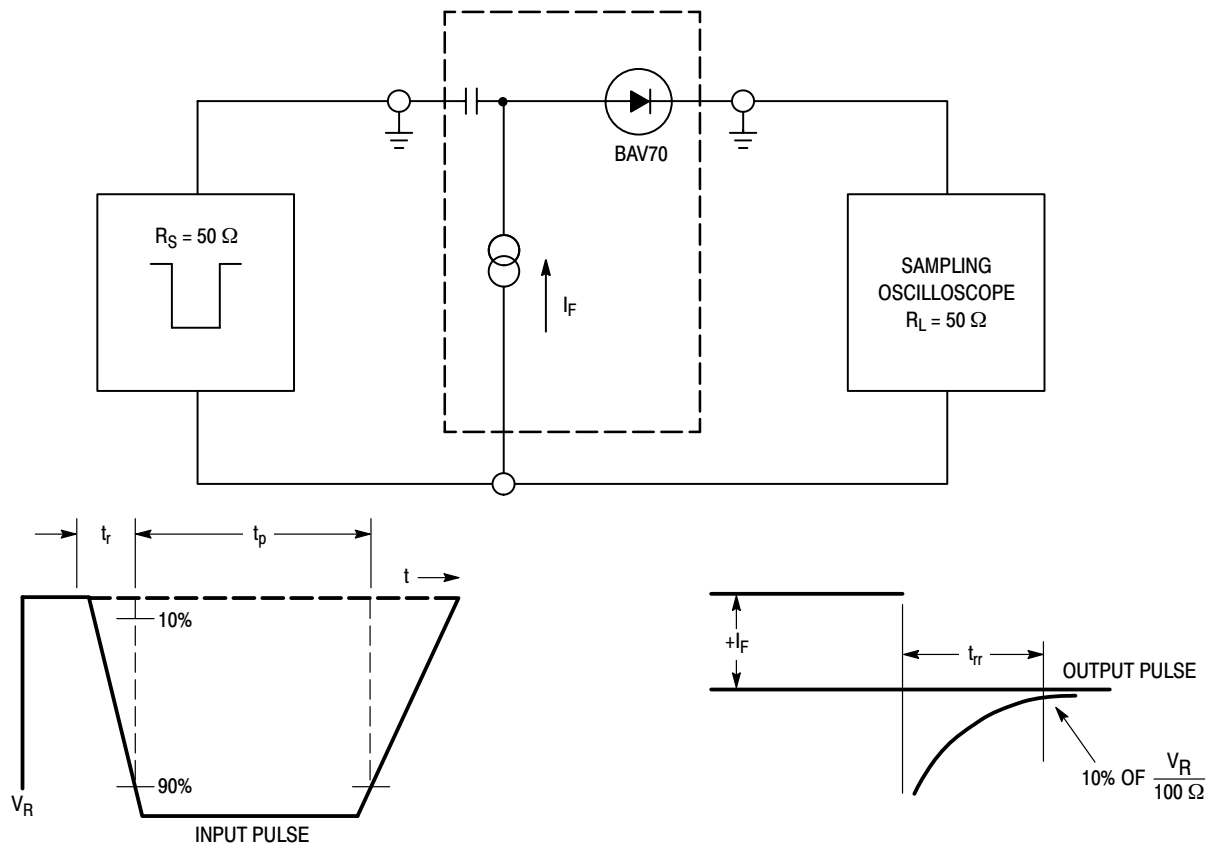 BAV70
R_S = 50 Ω
I_F
SAMPLING
OSCILLOSCOPE
R_L = 50 Ω
t_r
t_p
t
10%
90%
V_R
INPUT PULSE
+I_F
t_rr
OUTPUT PULSE
10% OF V_R / 100 Ω